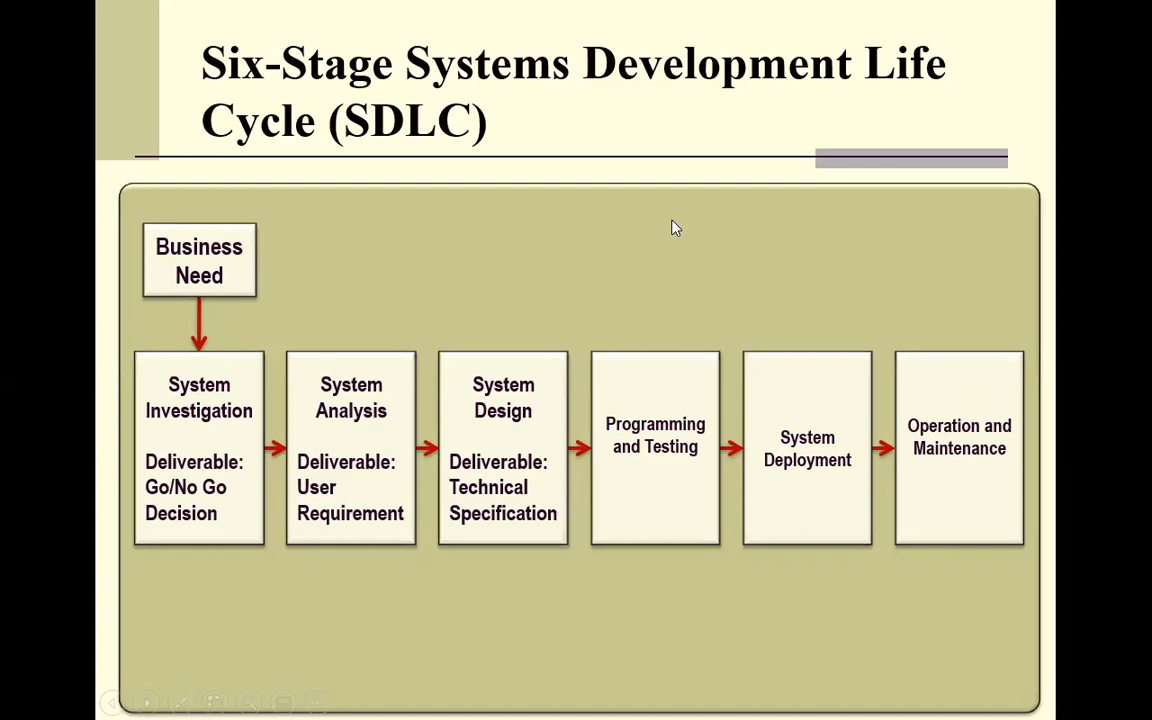 Six-Stage Systems Development Life
Cycle (SDLC)
Business
Need
System
Investigation
Deliverable:
Go/No Go
Decision
System
Analysis
Deliverable:
User
Requirement
System
Design
Deliverable:
Technical
Specification
Programming
and Testing
System
Deployment
Operation and
Maintenance